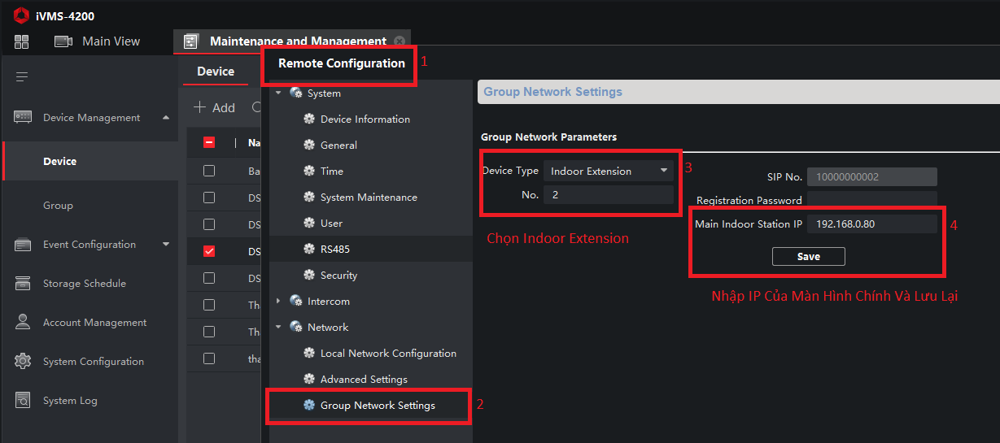 iVMS-4200
Main View
Maintenance and Management
Device Management
Device
Group
Event Configuration
Storage Schedule
Account Management
System Configuration
System Log
Device
Add
Na
Ba
DS
DS
DS
DS
Tha
Tha
tha
Remote Configuration
1
System
Device Information
General
Time
System Maintenance
User
RS485
Security
Intercom
Network
Local Network Configuration
Advanced Settings
Group Network Settings
2
Group Network Settings
Group Network Parameters
Device Type Indoor Extension
No. 2
3
Chọn Indoor Extension
SIP No. 10000000002
Registration Password
Main Indoor Station IP 192.168.0.80
4
Save
Nhập IP Của Màn Hình Chính Và Lưu Lại